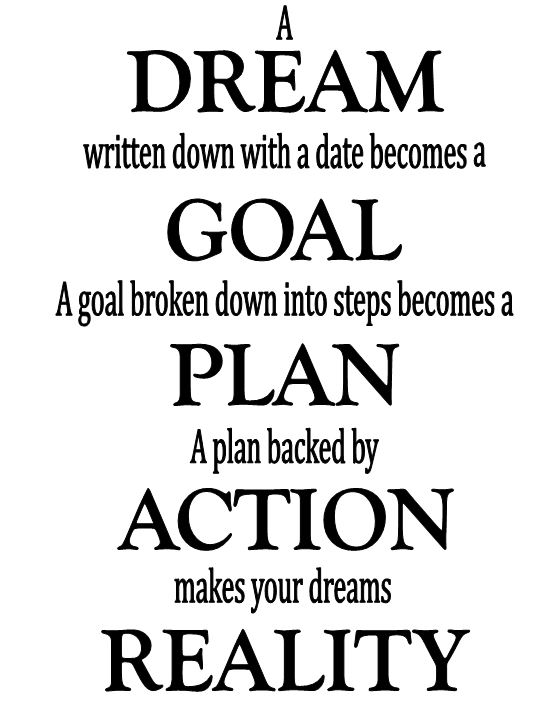 A
DREAM
written down with a date becomes a
GOAL
A goal broken down into steps becomes a
PLAN
A plan backed by
ACTION
makes your dreams
REALITY